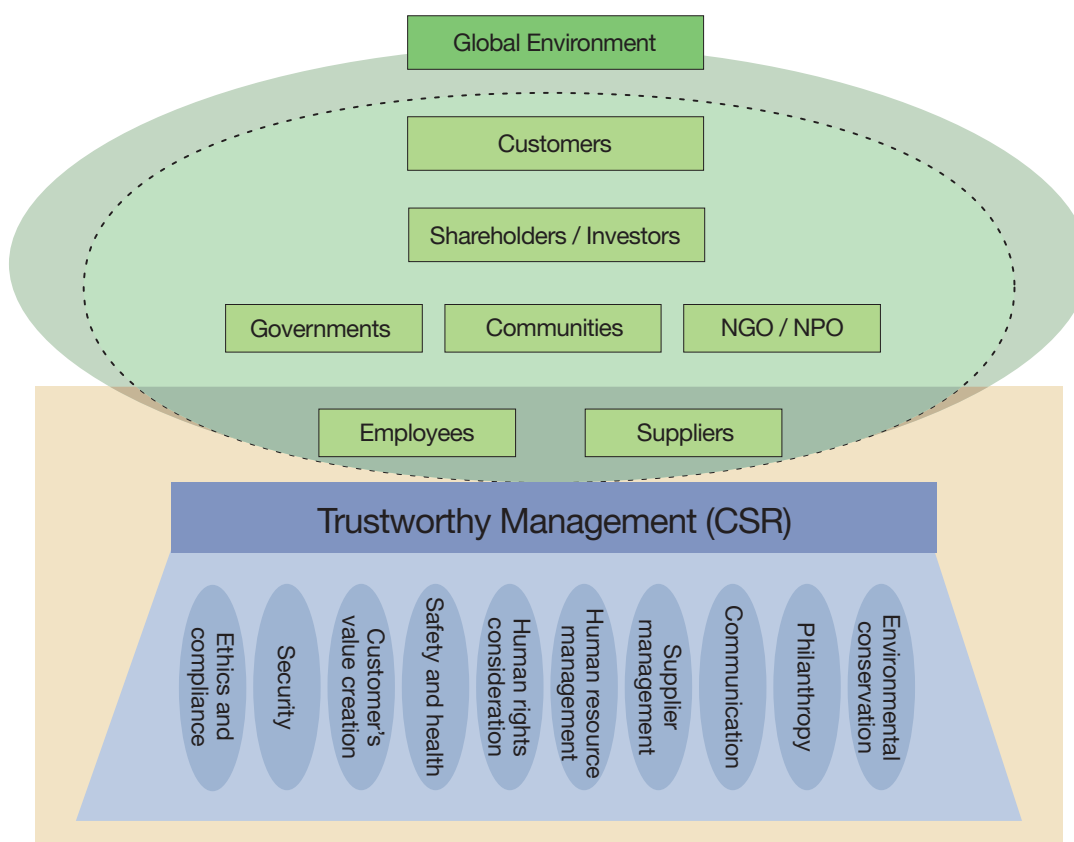 Global Environment
Customers
Shareholders / Investors
Governments
Communities
NGO / NPO
Employees
Suppliers
Trustworthy Management (CSR)
Ethics and
compliance
Security
Customer's
value creation
Safety and health
Human rights
consideration
Human resource
management
Supplier
management
Communication
Philanthropy
Environmental
conservation